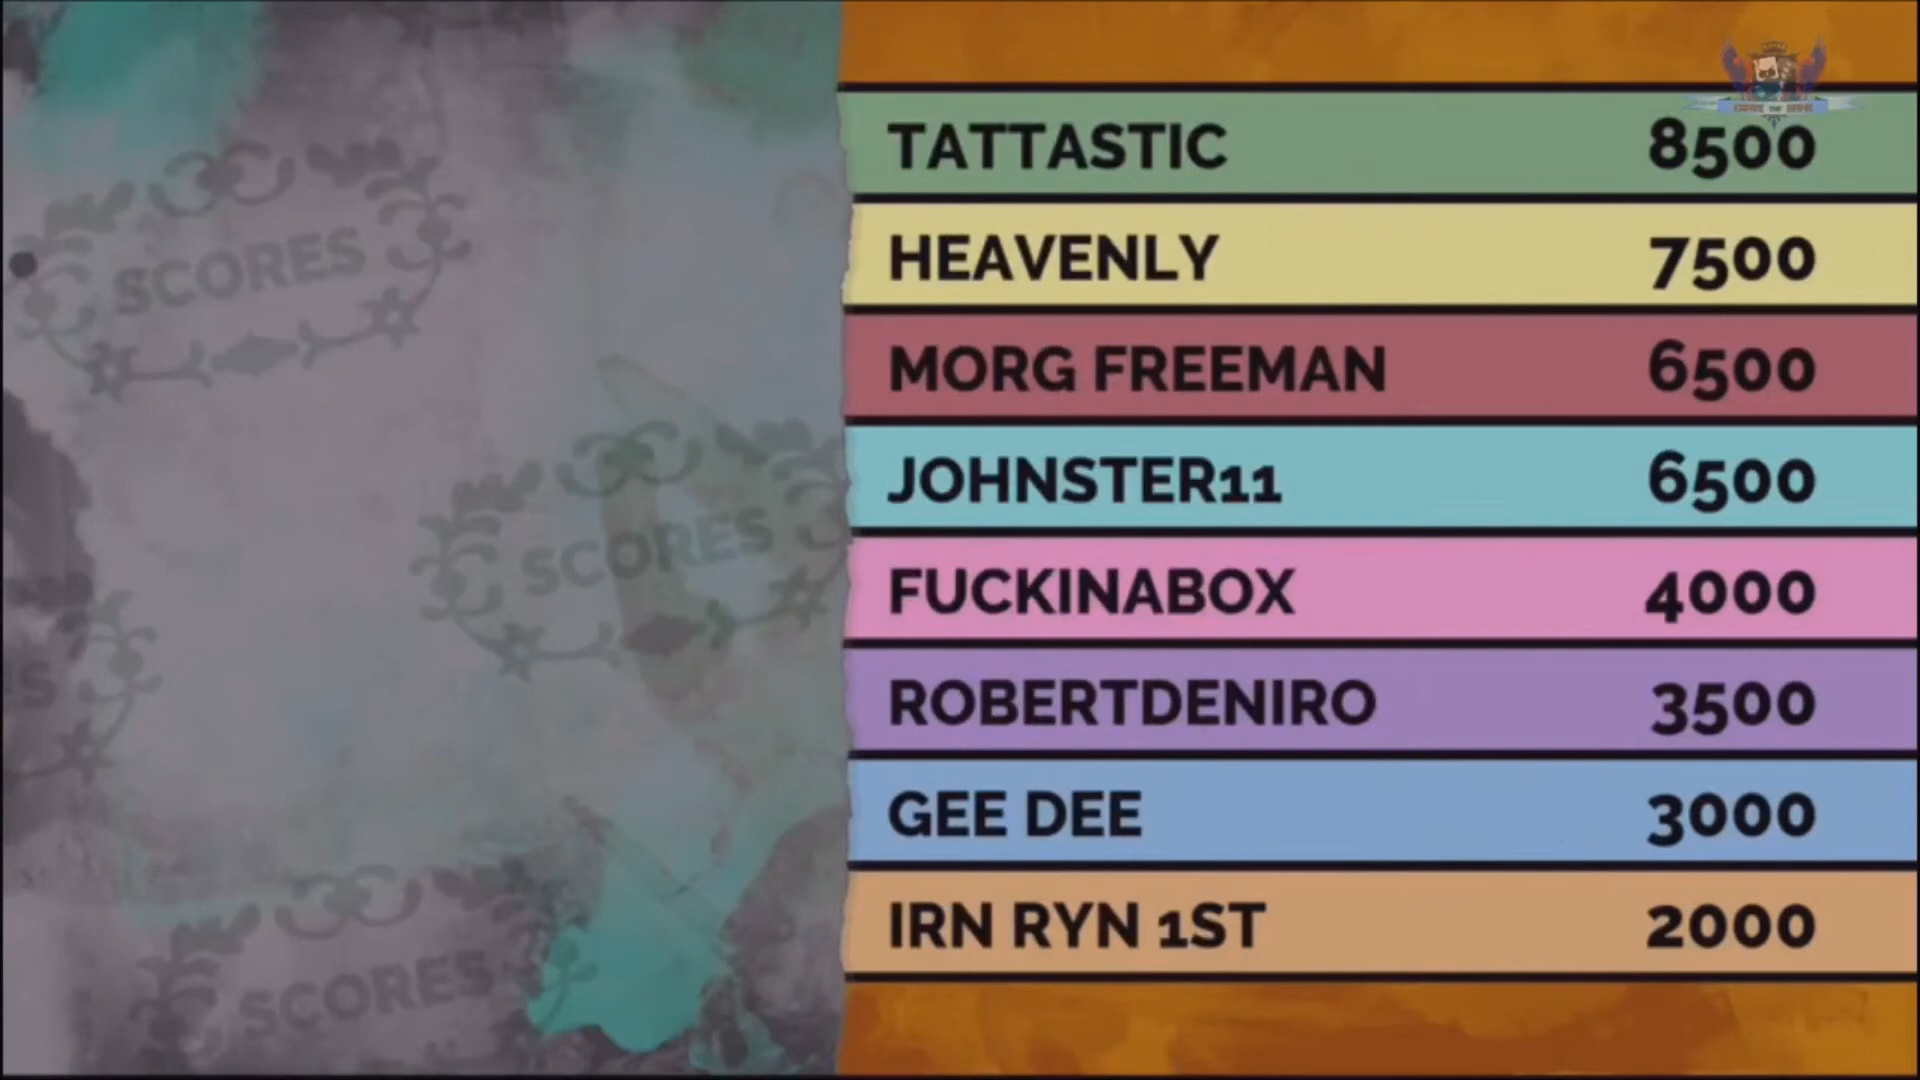 SCORES
SCORES
SCORES
TATTASTIC 8500
HEAVENLY 7500
MORG FREEMAN 6500
JOHNSTER11 6500
FUCKINABOX 4000
ROBERTDENIRO 3500
GEE DEE 3000
IRN RYN 1ST 2000